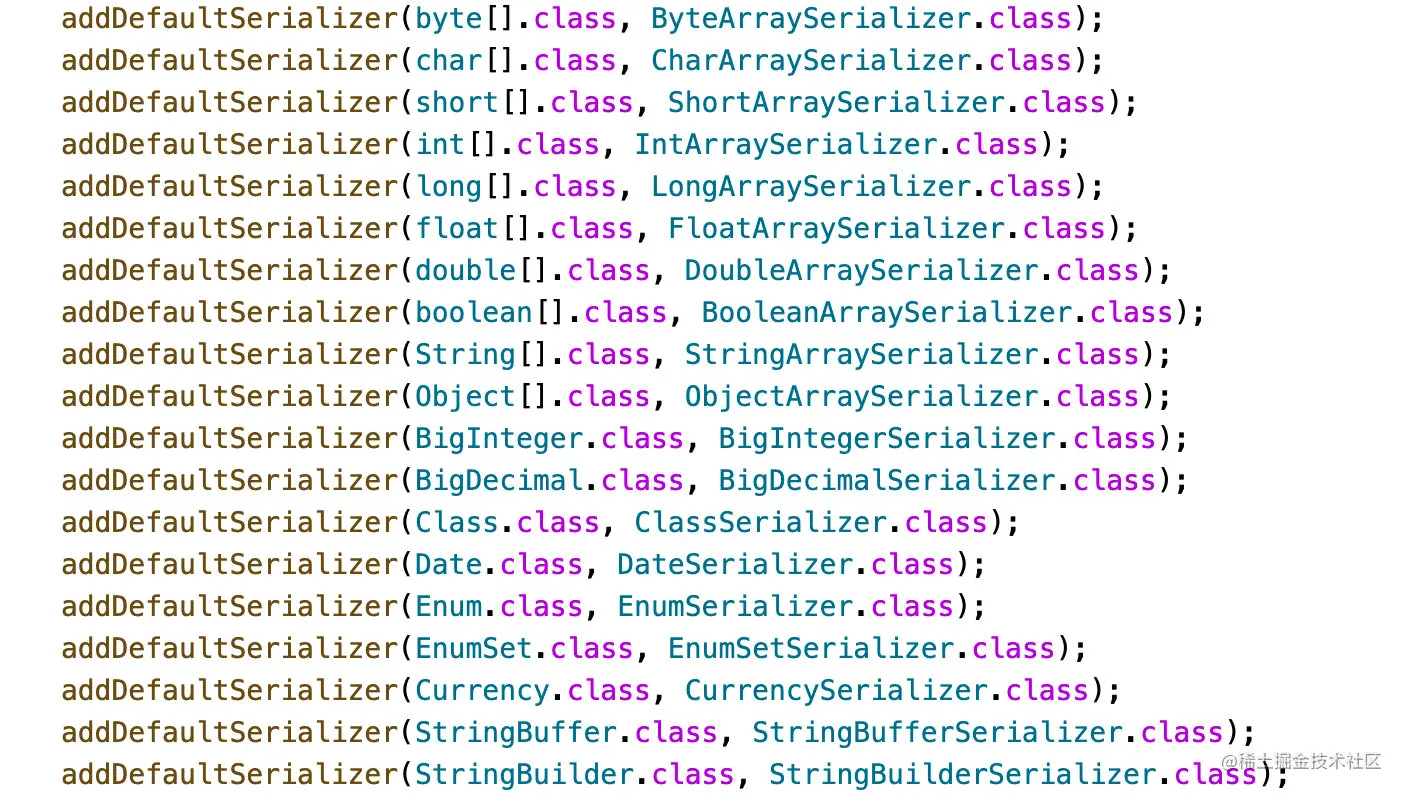 addDefaultSerializer(byte[].class, ByteArraySerializer.class);
addDefaultSerializer(char[].class, CharArraySerializer.class);
addDefaultSerializer(short[].class, ShortArraySerializer.class);
addDefaultSerializer(int[].class, IntArraySerializer.class);
addDefaultSerializer(long[].class, LongArraySerializer.class);
addDefaultSerializer(float[].class, FloatArraySerializer.class);
addDefaultSerializer(double[].class, DoubleArraySerializer.class);
addDefaultSerializer(boolean[].class, BooleanArraySerializer.class);
addDefaultSerializer(String[].class, StringArraySerializer.class);
addDefaultSerializer(Object[].class, ObjectArraySerializer.class);
addDefaultSerializer(BigInteger.class, BigIntegerSerializer.class);
addDefaultSerializer(BigDecimal.class, BigDecimalSerializer.class);
addDefaultSerializer(Class.class, ClassSerializer.class);
addDefaultSerializer(Date.class, DateSerializer.class);
addDefaultSerializer(Enum.class, EnumSerializer.class);
addDefaultSerializer(EnumSet.class, EnumSetSerializer.class);
addDefaultSerializer(Currency.class, CurrencySerializer.class);
addDefaultSerializer(StringBuffer.class, StringBufferSerializer.class);
addDefaultSerializer(StringBuilder.class, StringBuilderSerializer.class);
@稀土掘金技术社区